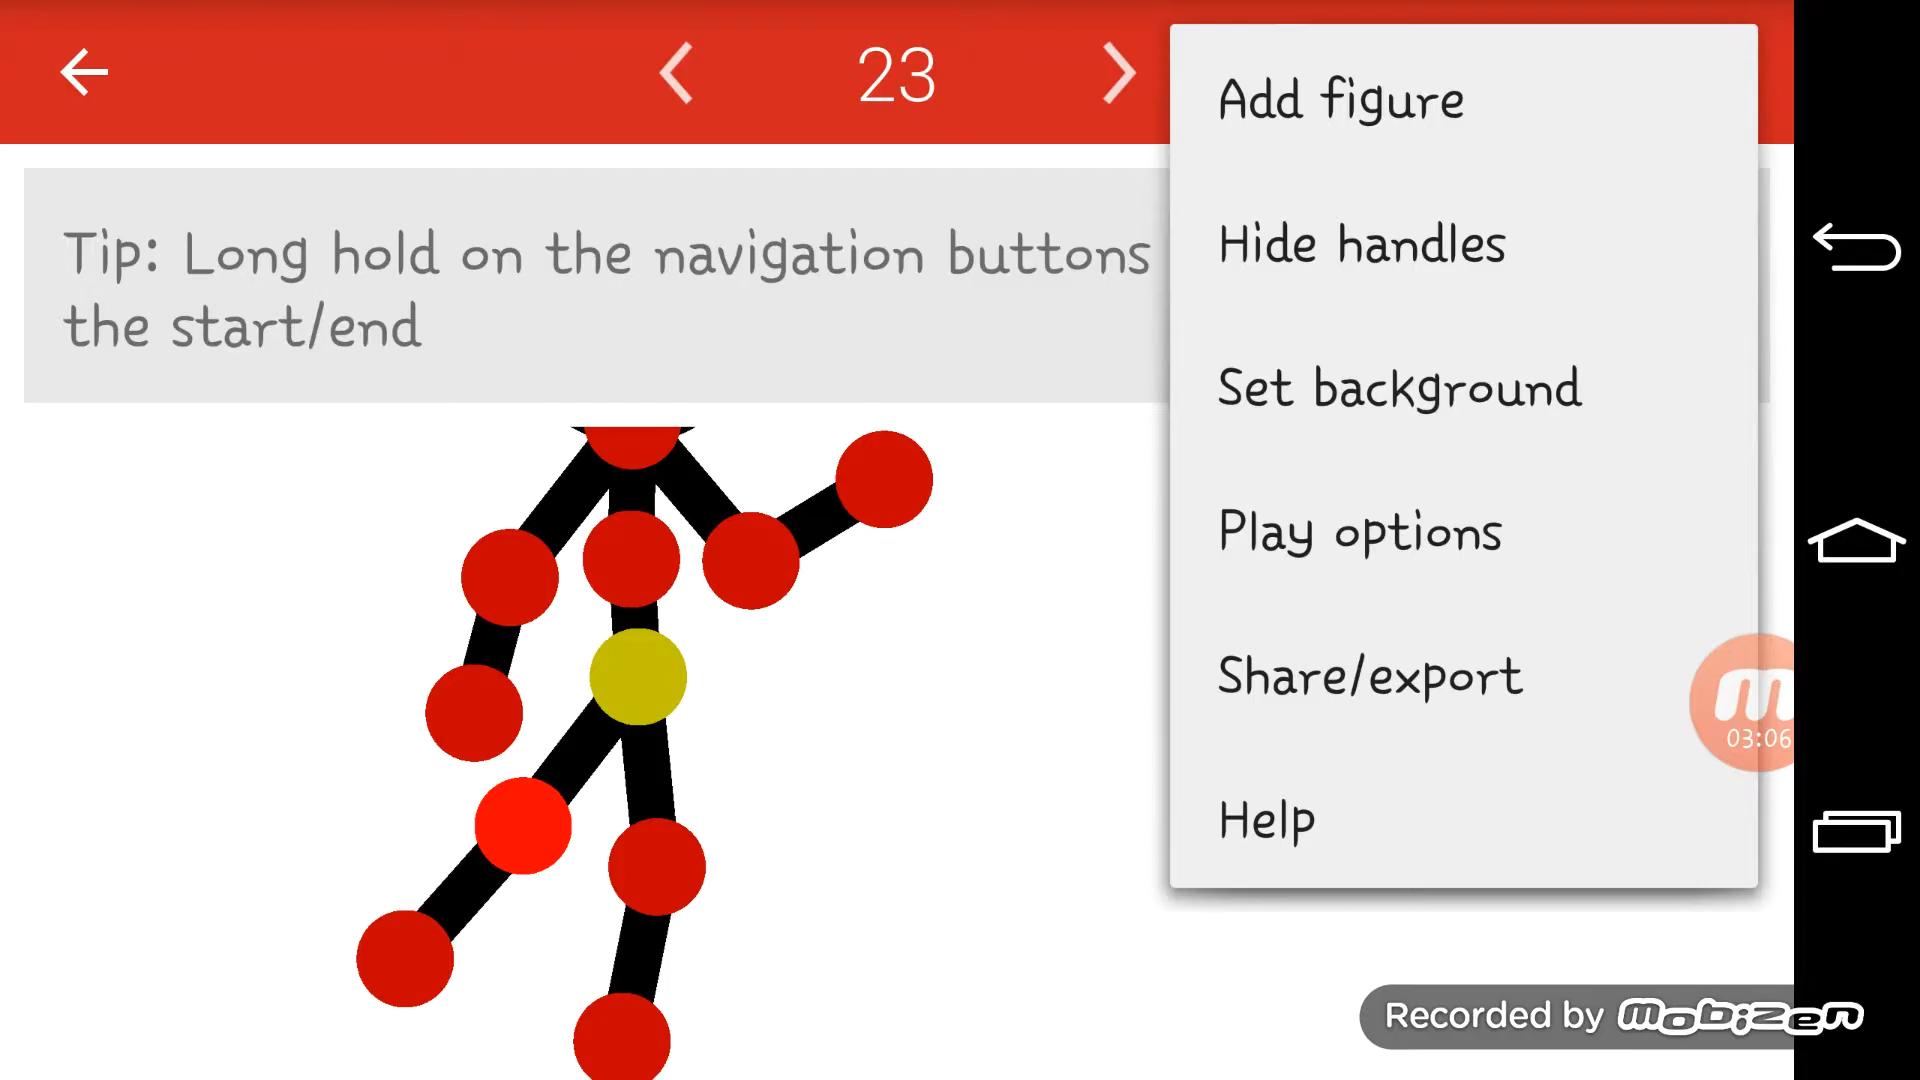 23
Add figure
Hide handles
Set background
Play options
Share/export
Help
Tip: Long hold on the navigation buttons
the start/end
m
03:06
Recorded by mobizen